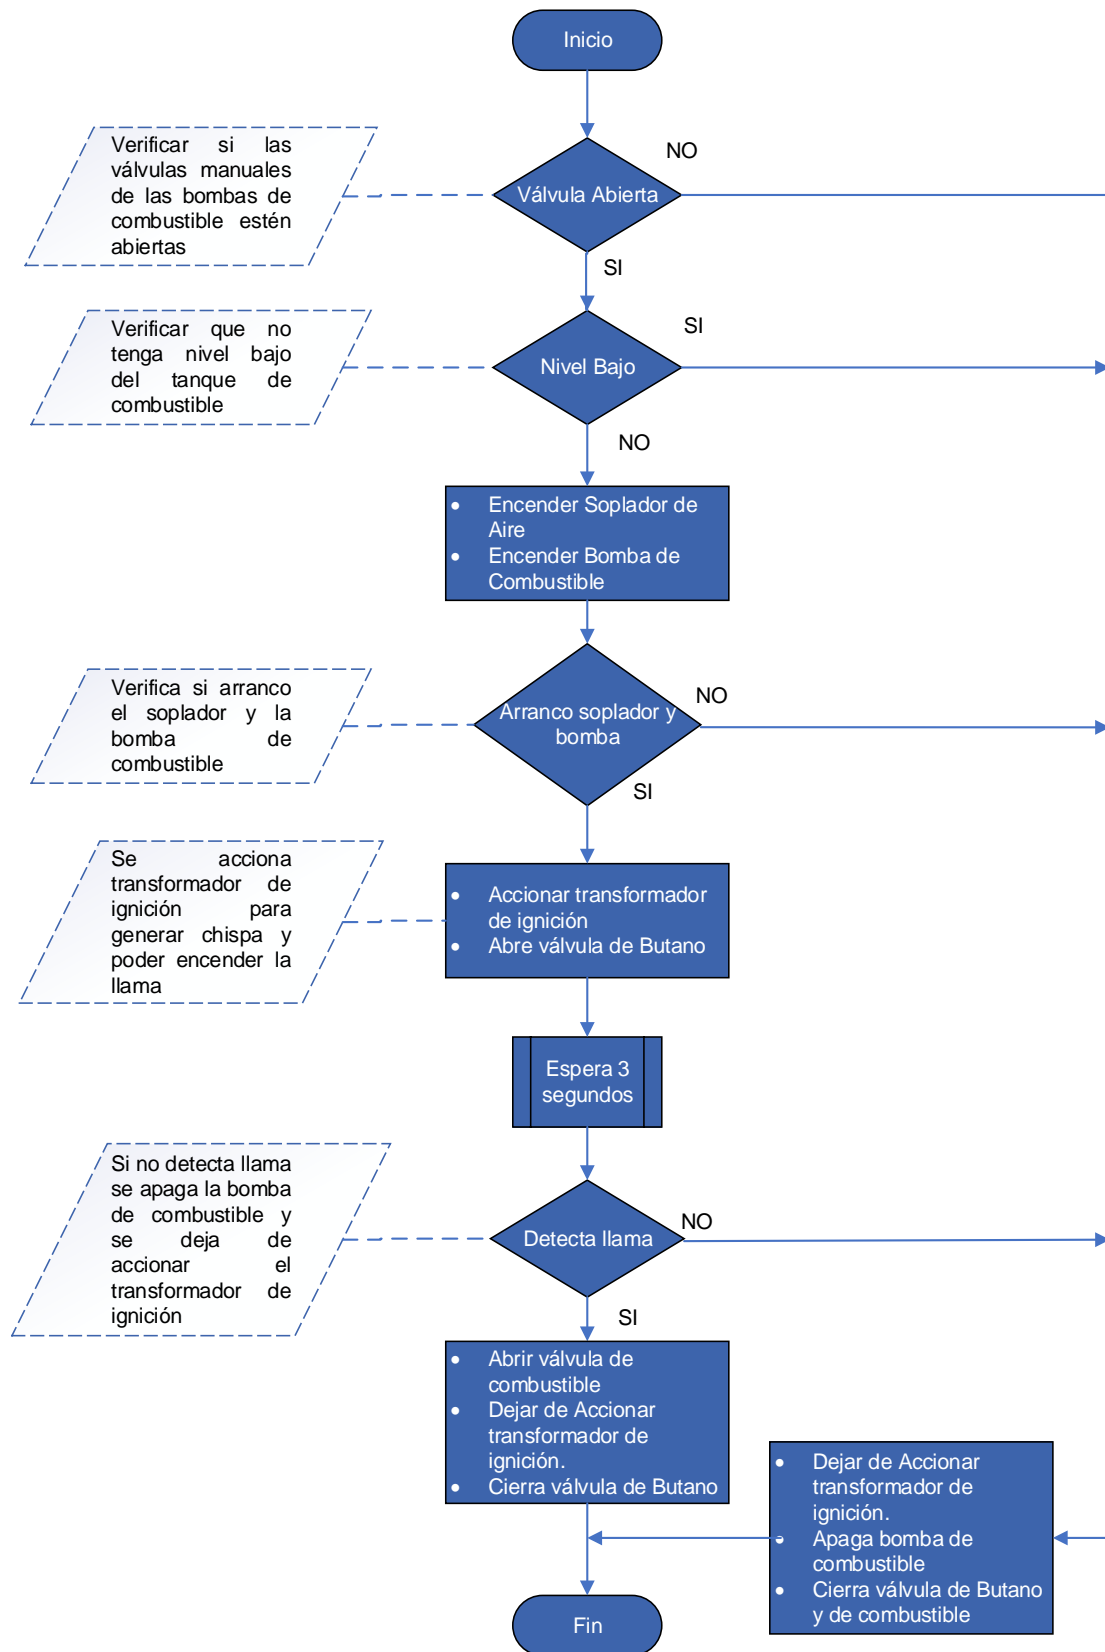 Inicio
Verificar si las
válvulas manuales
de las bombas de
combustible estén
abiertas
Válvula Abierta
NO
SI
Verificar que no
tenga nivel bajo
del tanque de
combustible
Nivel Bajo
SI
NO
• Encender Soplador de
Aire
• Encender Bomba de
Combustible
Verifica si arranco
el soplador y la
bomba de
combustible
Arranco soplador y
bomba
NO
SI
Se acciona
transformador de
ignición para
generar chispa y
poder encender la
llama
• Accionar transformador
de ignición
• Abre válvula de Butano
Espera 3
segundos
Si no detecta llama
se apaga la bomba
de combustible y
se deja de
accionar el
transformador de
ignición
Detecta llama
NO
SI
• Abrir válvula de
combustible
• Dejar de Accionar
transformador de
ignición.
• Cierra válvula de Butano
• Dejar de Accionar
transformador de
ignición.
• Apaga bomba de
combustible
• Cierra válvula de Butano
y de combustible
Fin